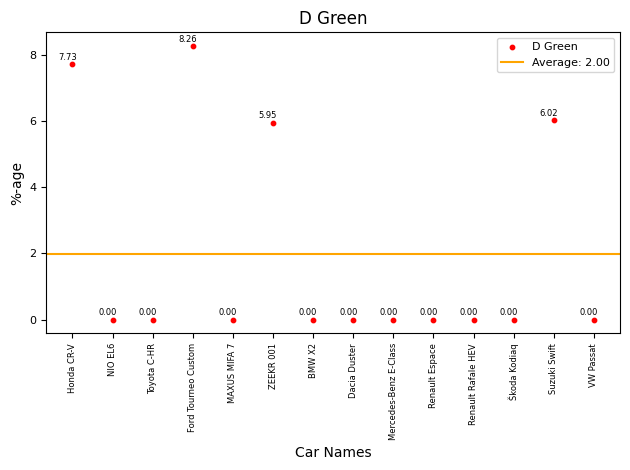 D Green
D Green
Average: 2.00
%-age
8
6
4
2
0
7.73
0.00
0.00
8.26
0.00
5.95
0.00
0.00
0.00
0.00
0.00
0.00
6.02
0.00
Honda CR-V
NIO EL6
Toyota C-HR
Ford Tourneo Custom
MAXUS MIFA 7
ZEEKR 001
BMW X2
Dacia Duster
Mercedes-Benz E-Class
Renault Espace
Renault Rafale HEV
Škoda Kodiaq
Suzuki Swift
VW Passat
Car Names